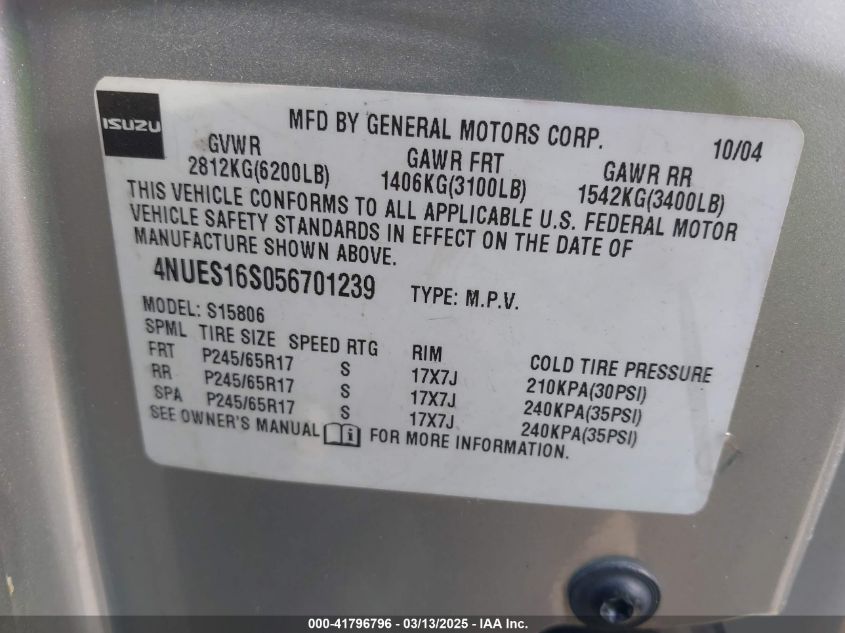 ISUZU
MFD BY GENERAL MOTORS CORP. 10/04
GVWR GAWR FRT GAWR RR
2812KG(6200LB) 1406KG(3100LB) 1542KG(3400LB)
THIS VEHICLE CONFORMS TO ALL APPLICABLE U.S. FEDERAL MOTOR
VEHICLE SAFETY STANDARDS IN EFFECT ON THE DATE OF
MANUFACTURE SHOWN ABOVE.
4NUES16S056701239 TYPE: M.P.V.
MODEL: S15806
SPML TIRE SIZE SPEED RTG RIM COLD TIRE PRESSURE
FRT P245/65R17 S 17X7J 210KPA(30PSI)
RR P245/65R17 S 17X7J 240KPA(35PSI)
SPA P245/65R17 S 17X7J 240KPA(35PSI)
SEE OWNER'S MANUAL FOR MORE INFORMATION.
000-41796796 / 03/13/2025 - IAA Inc.